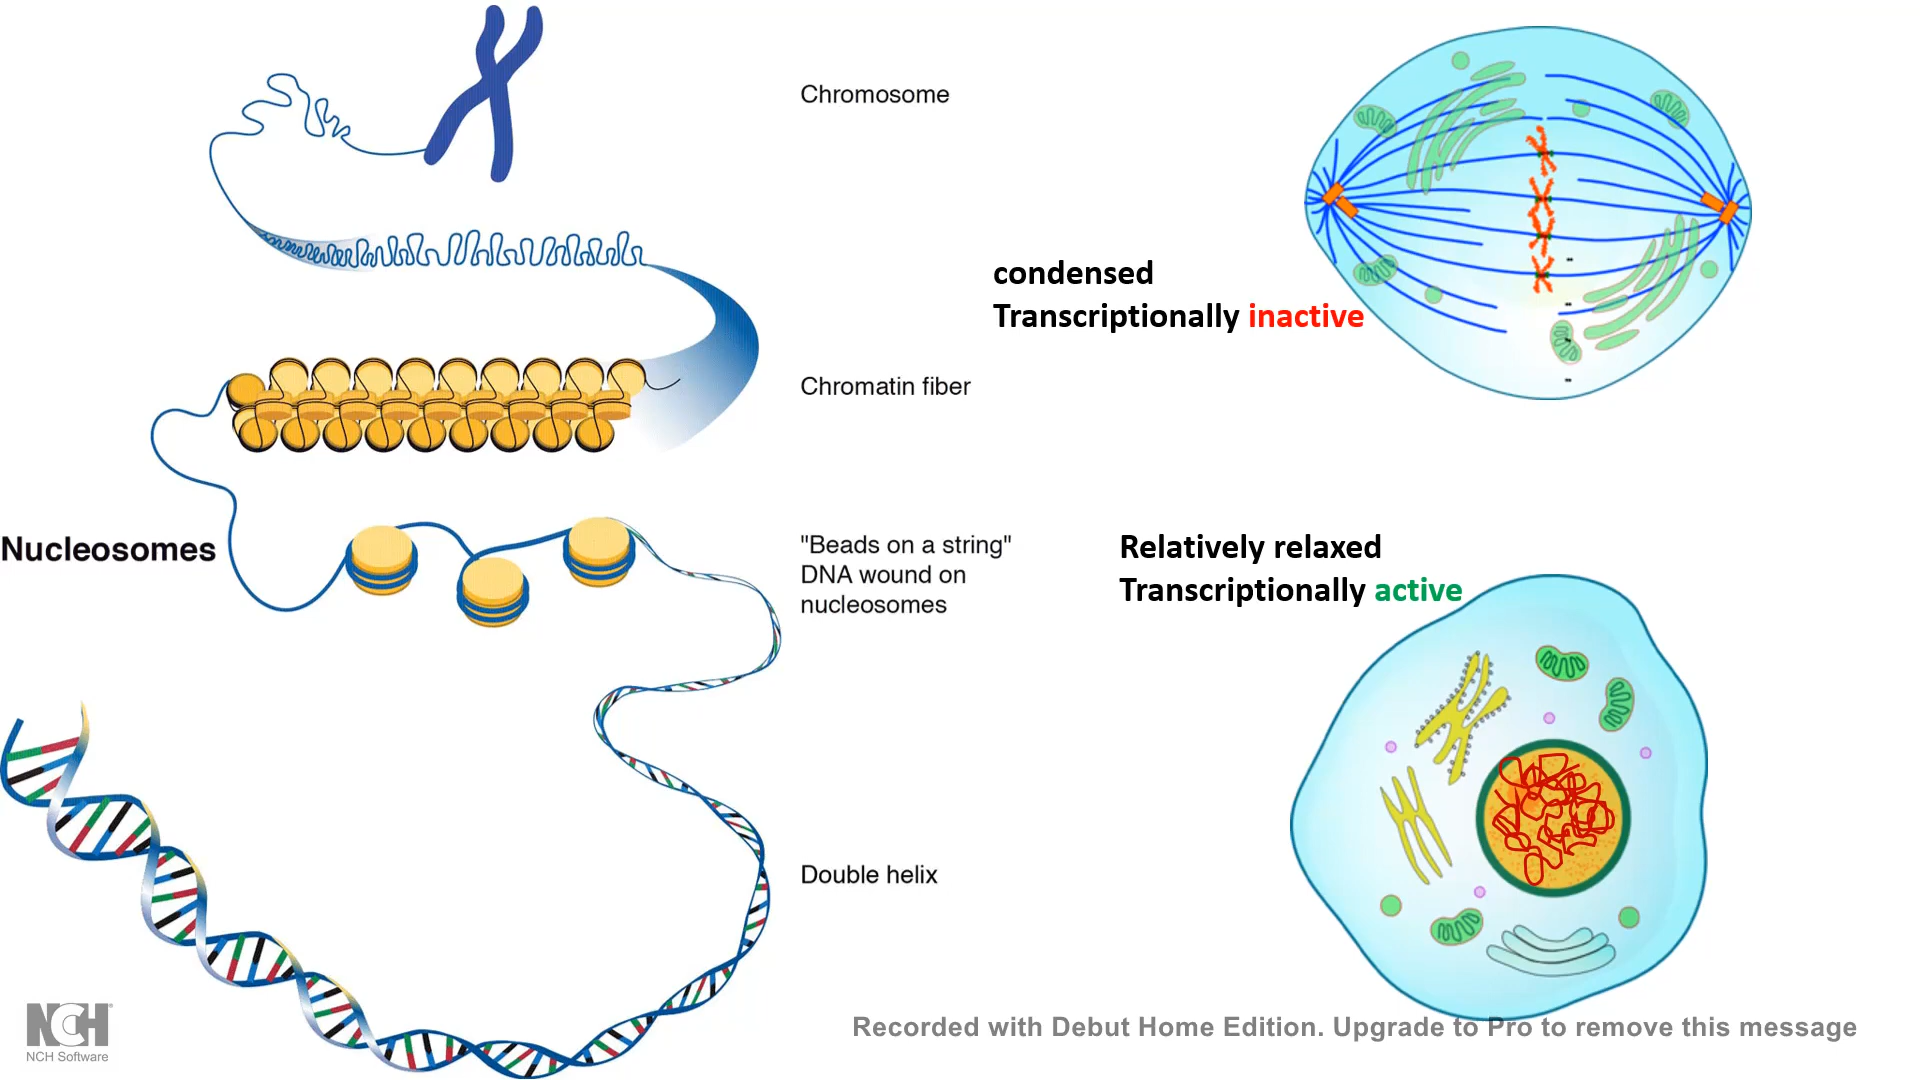 Chromosome
condensed
Transcriptionally inactive
Chromatin fiber
Nucleosomes
"Beads on a string"
DNA wound on
nucleosomes
Relatively relaxed
Transcriptionally active
Double helix
NCH
NCH Software
Recorded with Debut Home Edition. Upgrade to Pro to remove this message